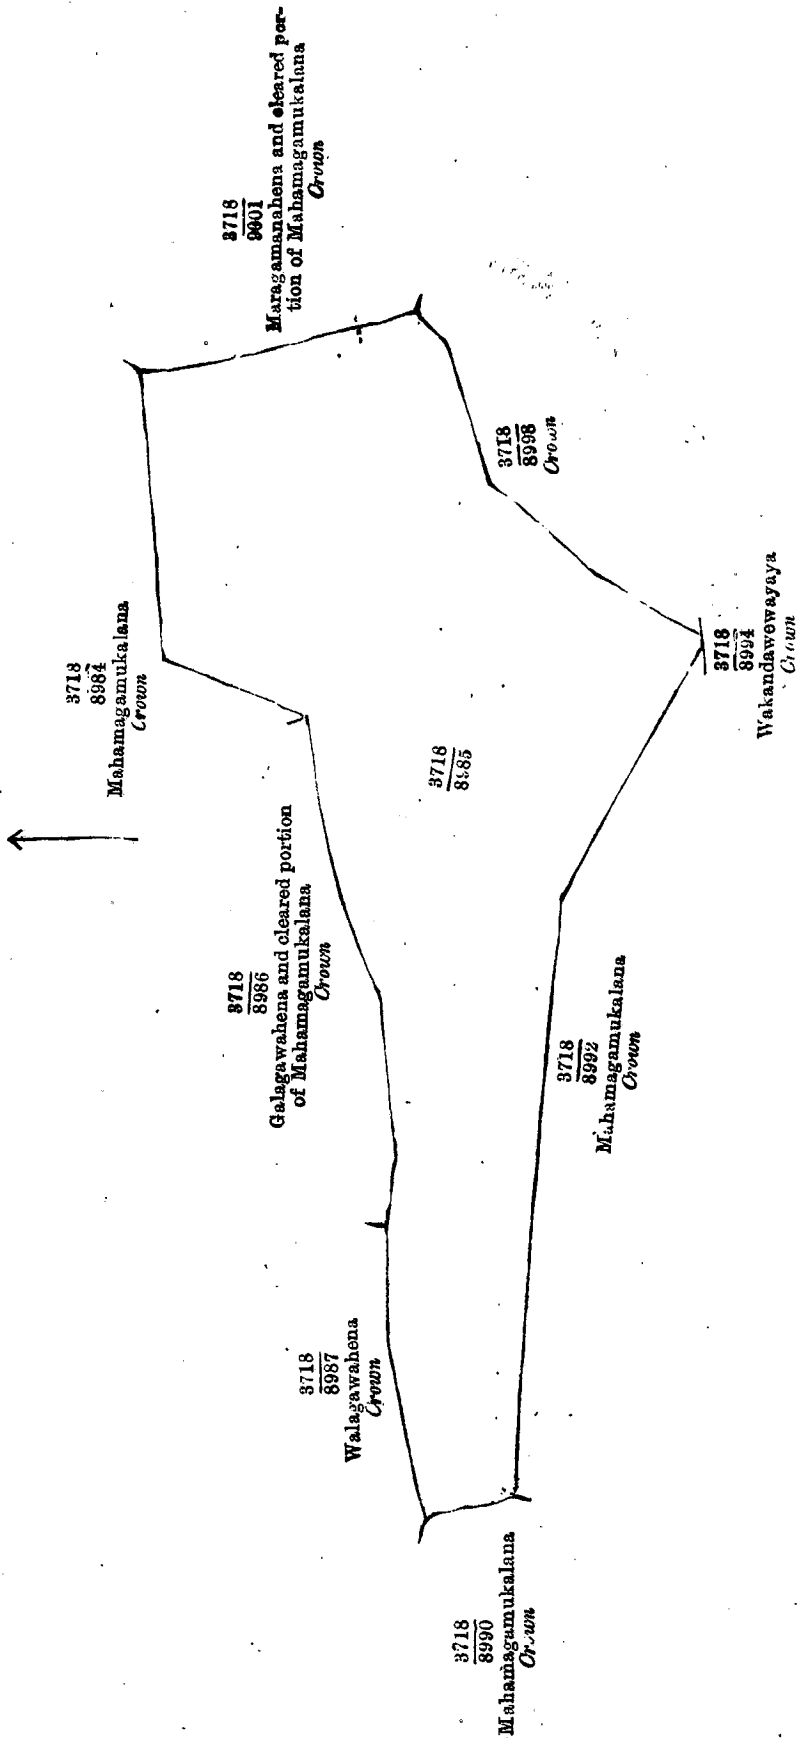 3718
8984
Mahamagamukalana
Crown
3718
9001
Maragamanahena and cleared por-
tion of Mahamagamukalana
Crown
3718
8986
Galagawahena and cleared portion
of Mahamagamukalana
Crown
3718
8985
3718
8998
Crown
3718
8987
Walagawahena
Crown
3718
8992
Mahamagamukalana
Crown
3718
8994
Wakandawewayaya
Crown
3718
8990
Mahamagamukalana
Crown